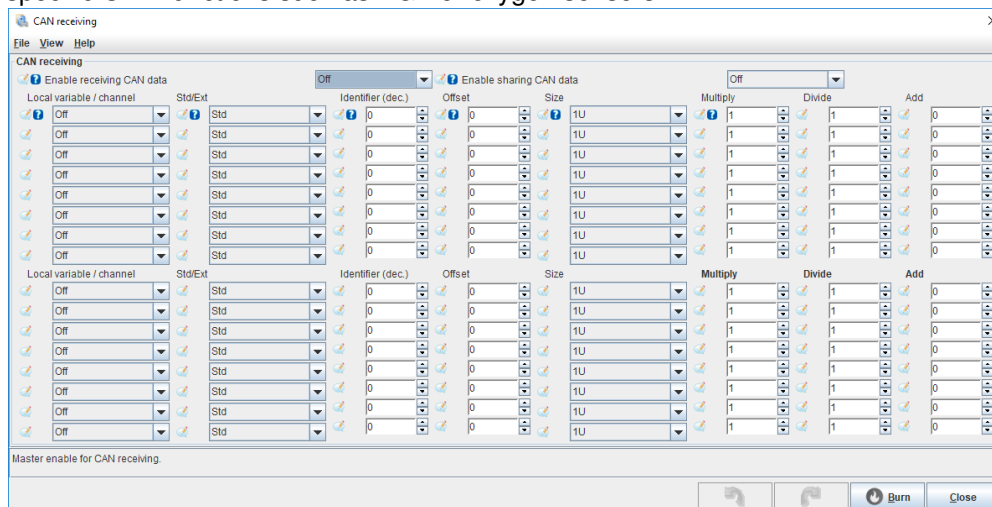 specific CAN functions such as oxygen sensors
CAN receiving
File View Help
CAN receiving
Enable receiving CAN data Off Enable sharing CAN data Off
Local variable / channel Std/Ext Identifier (dec.) Offset Size Multiply Divide Add
Off Std 0 0 1U 1 1 0
Off Std 0 0 1U 1 1 0
Off Std 0 0 1U 1 1 0
Off Std 0 0 1U 1 1 0
Off Std 0 0 1U 1 1 0
Off Std 0 0 1U 1 1 0
Off Std 0 0 1U 1 1 0
Off Std 0 0 1U 1 1 0
Local variable / channel Std/Ext Identifier (dec.) Offset Size Multiply Divide Add
Off Std 0 0 1U 1 1 0
Off Std 0 0 1U 1 1 0
Off Std 0 0 1U 1 1 0
Off Std 0 0 1U 1 1 0
Off Std 0 0 1U 1 1 0
Off Std 0 0 1U 1 1 0
Off Std 0 0 1U 1 1 0
Off Std 0 0 1U 1 1 0
Master enable for CAN receiving.
Burn Close